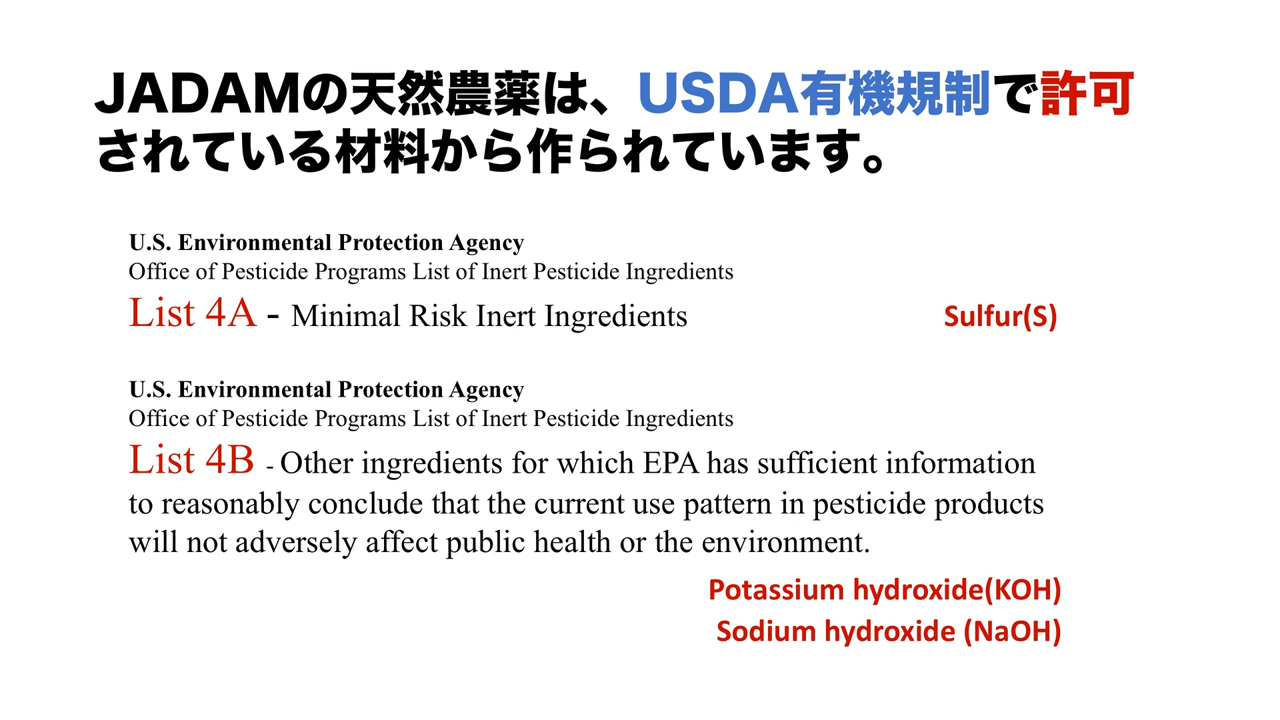 JADAMの天然農薬は、USDA有機規制で許可
されている材料から作られています。
U.S. Environmental Protection Agency
Office of Pesticide Programs List of Inert Pesticide Ingredients
List 4A - Minimal Risk Inert Ingredients
Sulfur(S)
U.S. Environmental Protection Agency
Office of Pesticide Programs List of Inert Pesticide Ingredients
List 4B - Other ingredients for which EPA has sufficient information
to reasonably conclude that the current use pattern in pesticide products
will not adversely affect public health or the environment.
Potassium hydroxide(KOH)
Sodium hydroxide (NaOH)